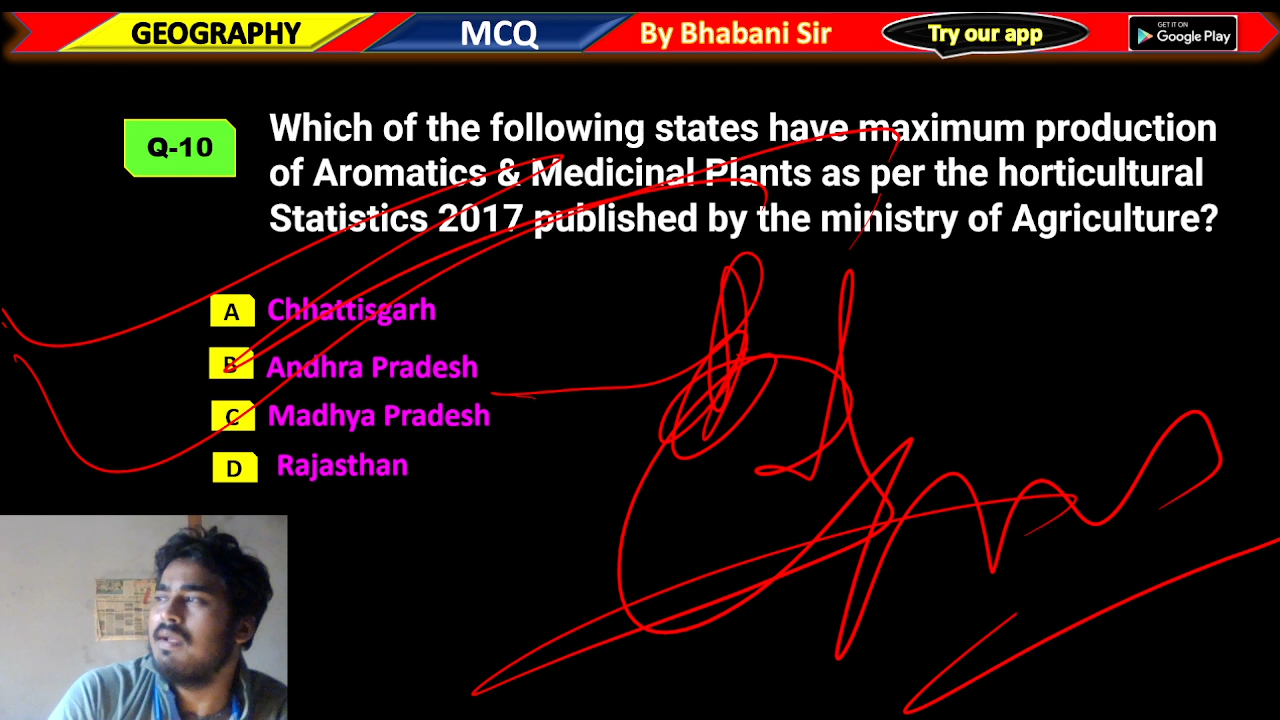 GEOGRAPHY
MCQ
By Bhabani Sir
Try our app
GET IT ON
Google Play
Q-10
Which of the following states have maximum production
of Aromatics & Medicinal Plants as per the horticultural
Statistics 2017 published by the ministry of Agriculture?
A Chhattisgarh
B Andhra Pradesh
C Madhya Pradesh
D Rajasthan